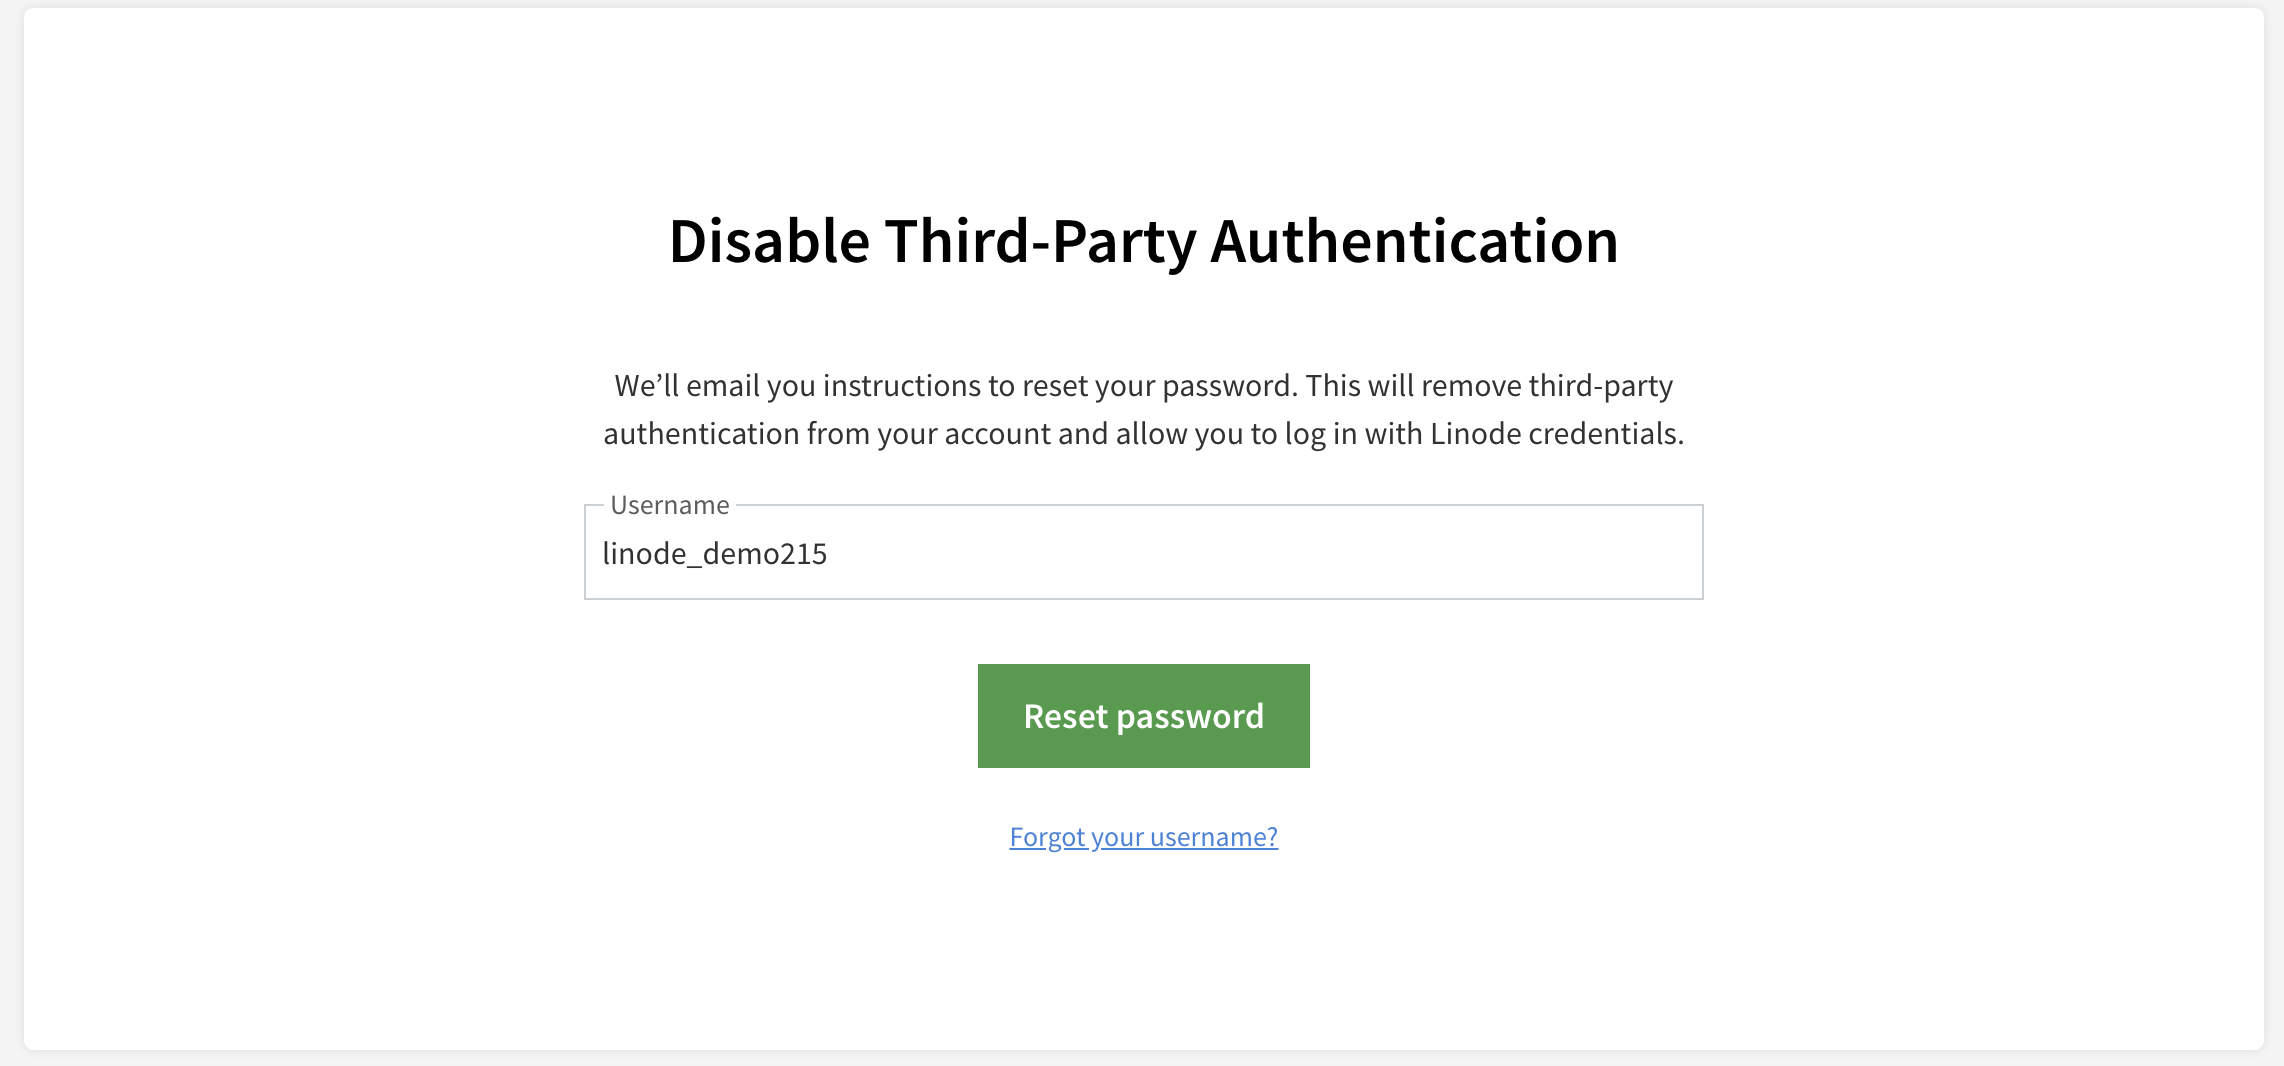 Disable Third-Party Authentication
We’ll email you instructions to reset your password. This will remove third-party
authentication from your account and allow you to log in with Linode credentials.
Username
linode_demo215
Reset password
Forgot your username?